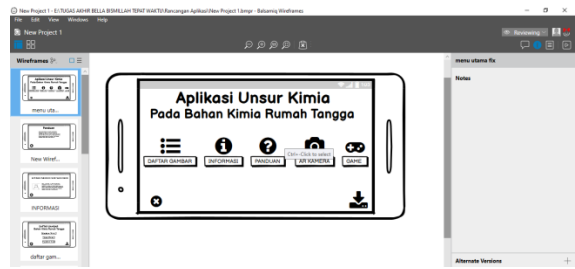 New Project 1 - E:\TUGAS AKHIR BELLA BISMILLAH TEPAT WAKTU\Rancangan Aplikasi\New Project 1.bmpr - Balsamiq Wireframes
File Edit View Window Help
New Project 1
Reviewing
Wireframes
menu uta...
New Wiref...
INFORMASI
daftar gam...
Aplikasi Unsur Kimia
Pada Bahan Kimia Rumah Tangga
DAFTAR GAMBAR
INFORMASI
PANDUAN
AR KAMERA
GAME
Ctrl+-Click to select
menu utama fix
Notes
Alternate Versions